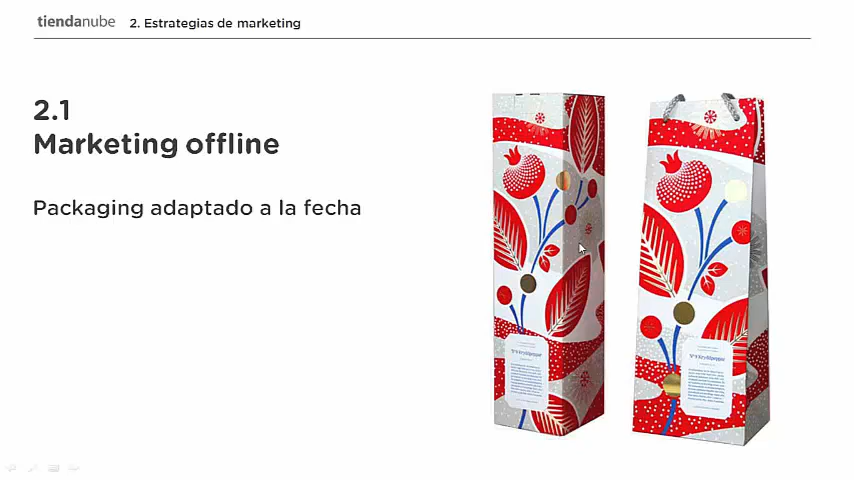 tiendanube 2. Estrategias de marketing
2.1
Marketing offline
Packaging adaptado a la fecha